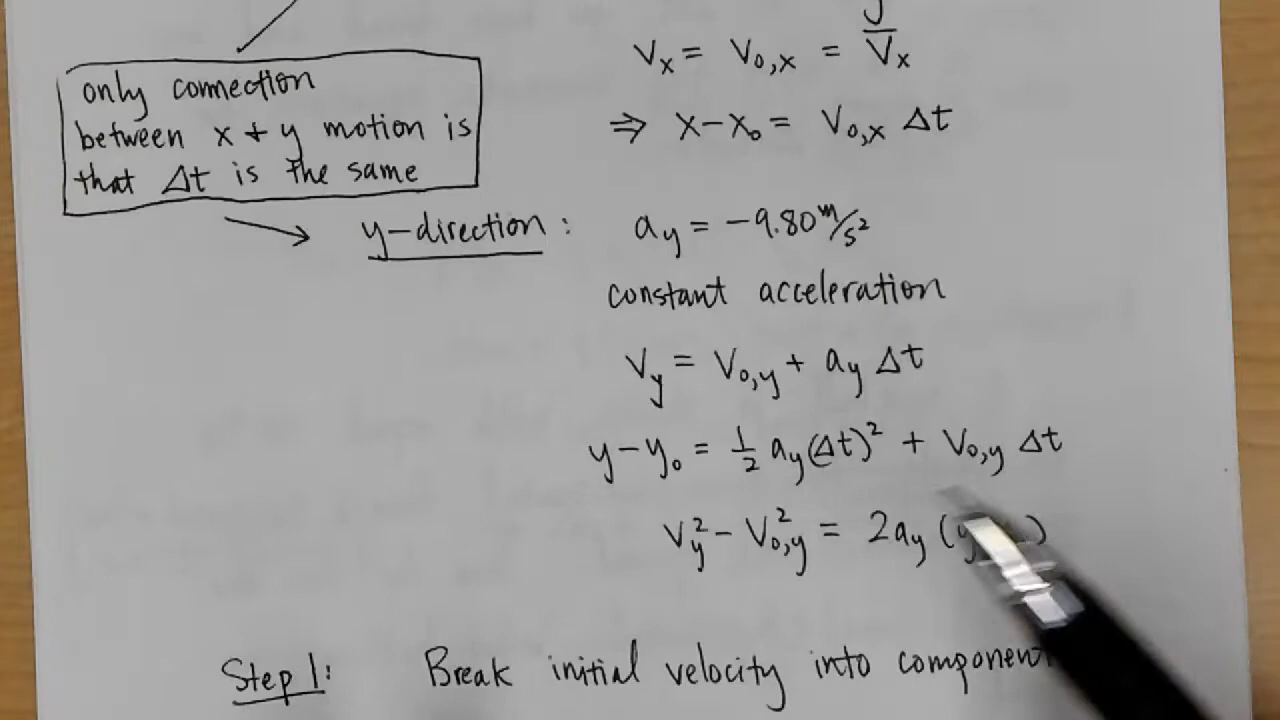 Vx = V0,x = V̅x
only connection
between x + y motion is
that Δt is the same
⇒ x-x0 = V0,x Δt
y-direction: ay = -9.80 m/s²
constant acceleration
Vy = V0,y + ay Δt
y-y0 = 1/2 ay(Δt)² + V0,y Δt
Vy² - V0,y² = 2ay (y )
Step 1: Break initial velocity into